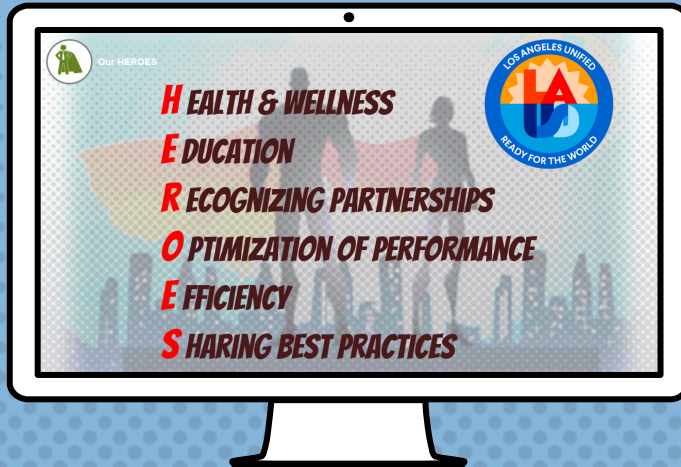 Our HEROES
LOS ANGELES UNIFIED
LAUSD
READY FOR THE WORLD
HEALTH & WELLNESS
EDUCATION
RECOGNIZING PARTNERSHIPS
OPTIMIZATION OF PERFORMANCE
EFFICIENCY
SHARING BEST PRACTICES